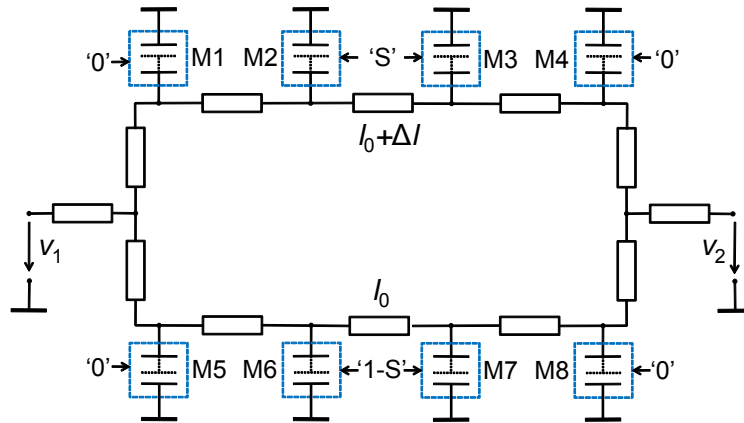 '0' M1 M2 'S' M3 M4 '0'
l₀+Δl
v₁ v₂
l₀
'0' M5 M6 '1-S' M7 M8 '0'